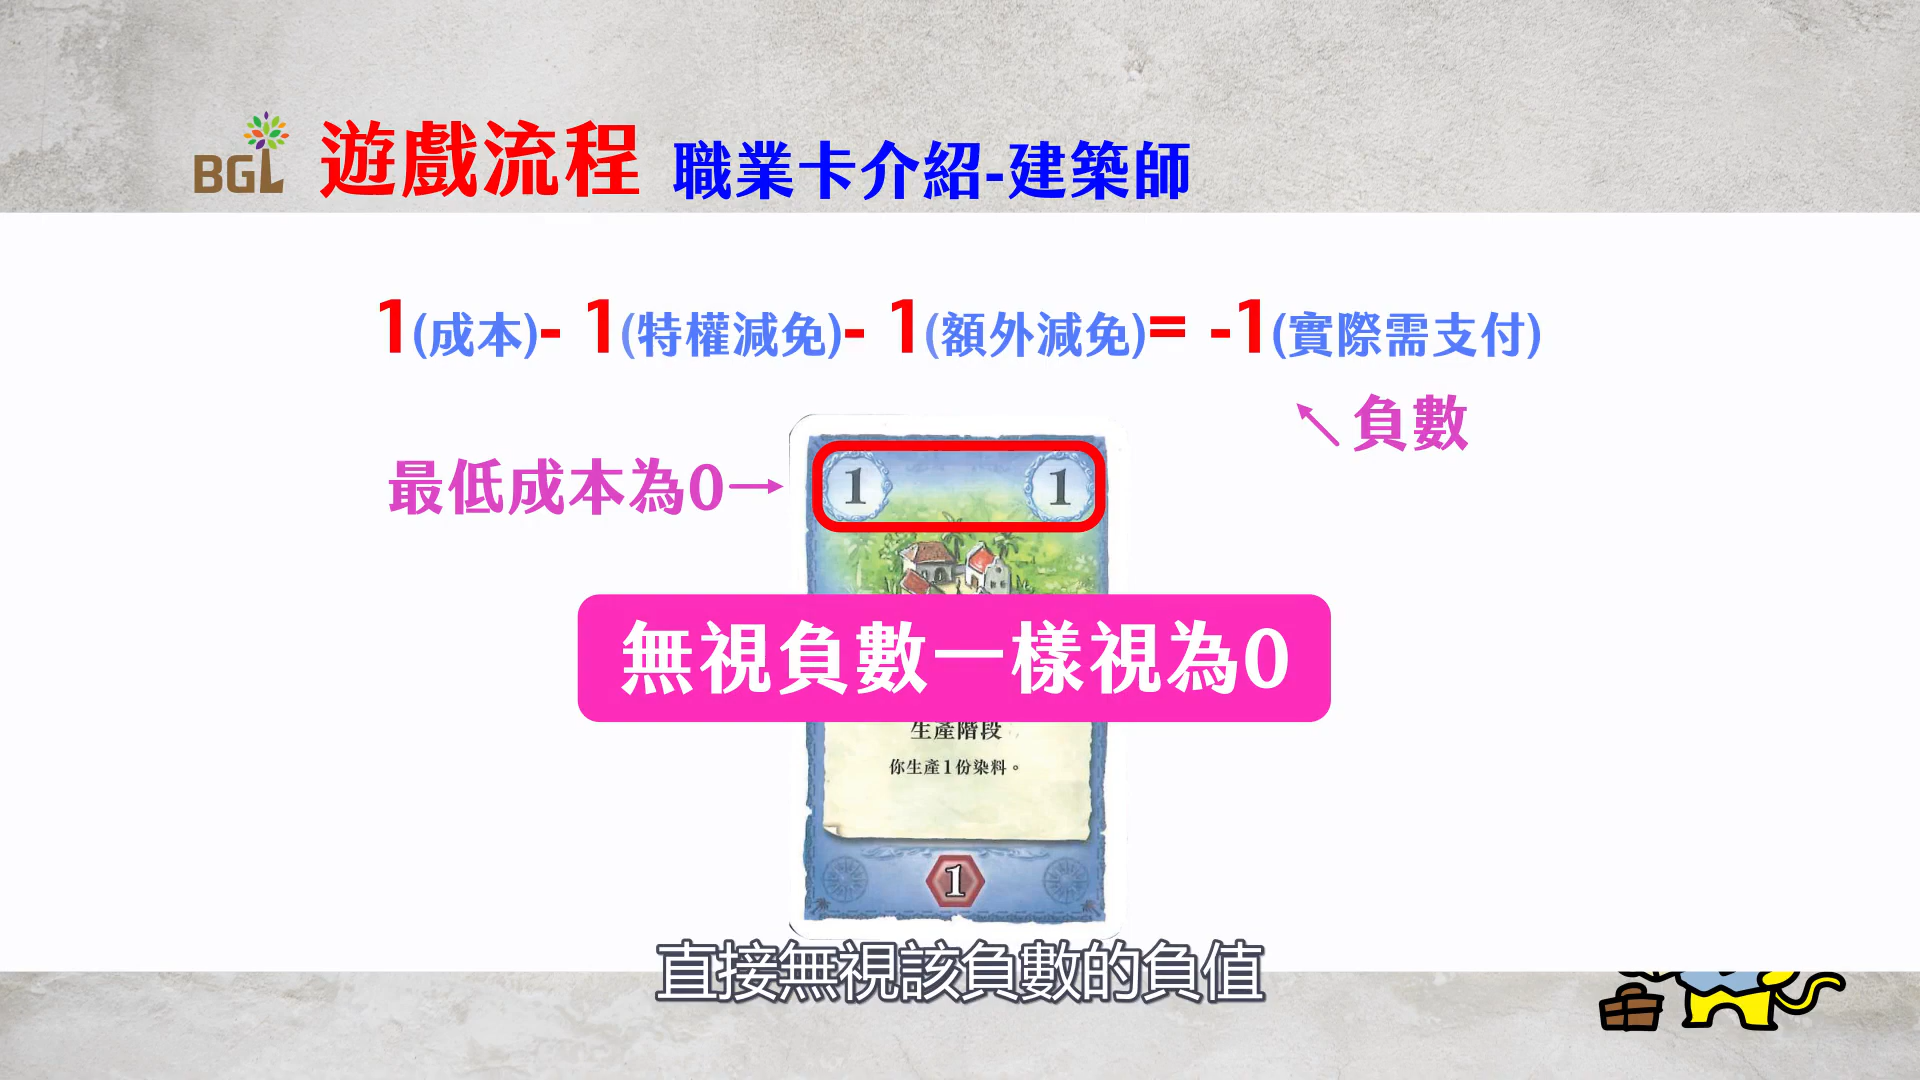 BGL 遊戲流程 職業卡介紹-建築師
1(成本)- 1(特權減免)- 1(額外減免)= -1(實際需支付)
↖負數
最低成本為0→
1 1
無視負數一樣視為0
生產階段
你生產1份染料。
1
直接無視該負數的負值